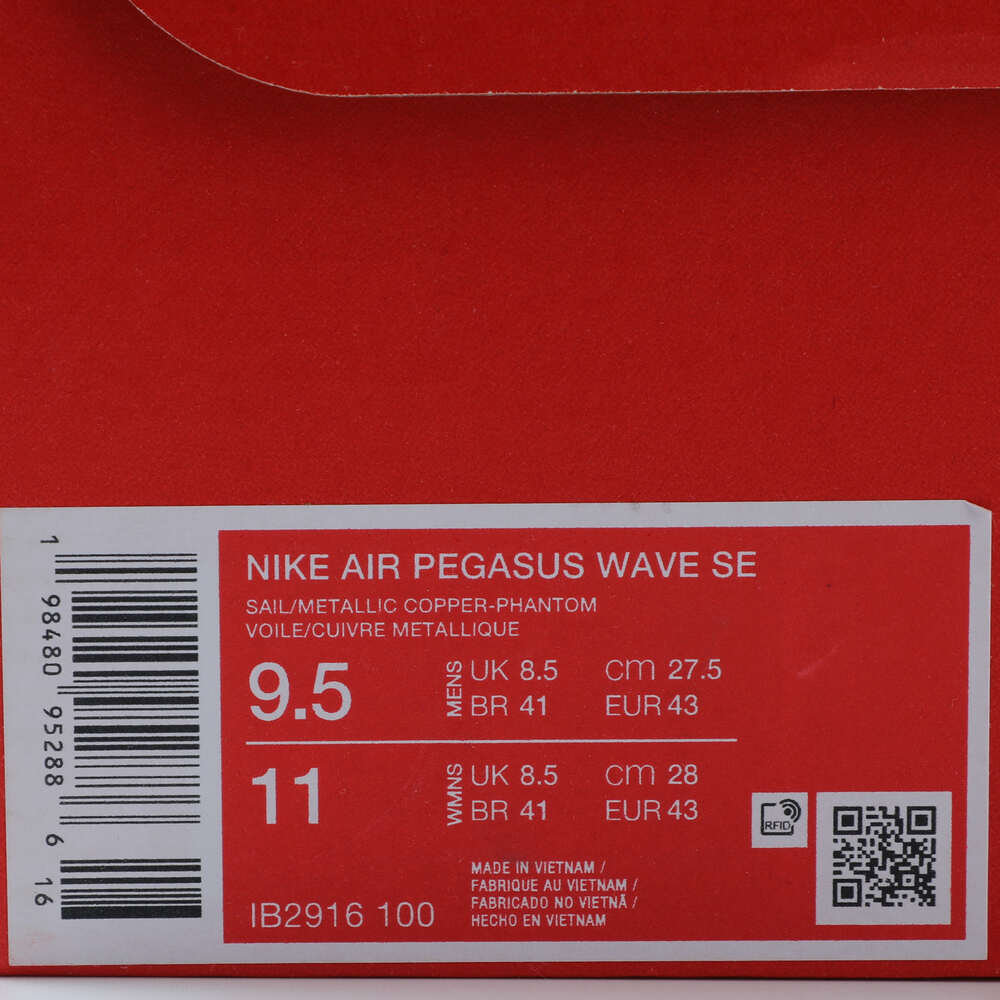 NIKE AIR PEGASUS WAVE SE
SAIL/METALLIC COPPER-PHANTOM
VOILE/CUIVRE METALLIQUE
9.5 MENS UK 8.5 cm 27.5
BR 41 EUR 43
11 WMNS UK 8.5 cm 28
BR 41 EUR 43
RFID
MADE IN VIETNAM /
FABRIQUE AU VIETNAM /
FABRICADO NO VIETNÃ /
HECHO EN VIETNAM
IB2916 100
1 98480 95288 6 16